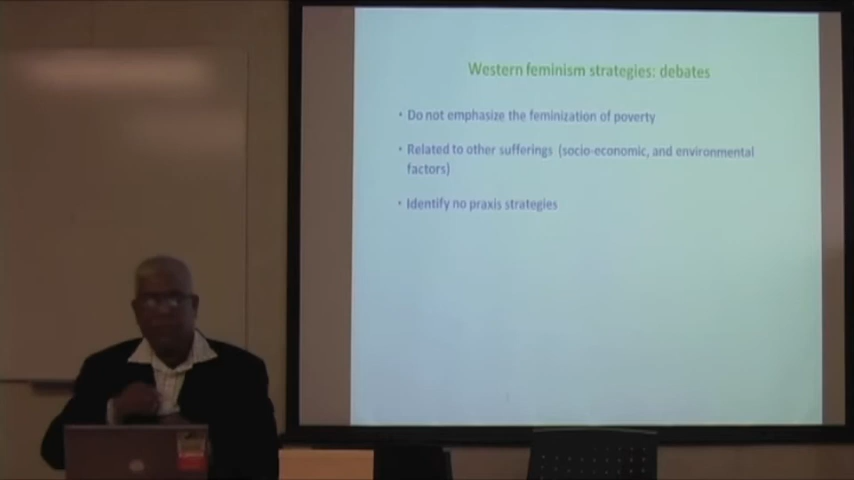 Western feminism strategies: debates
• Do not emphasize the feminization of poverty
• Related to other sufferings (socio-economic, and environmental
factors)
• Identify no praxis strategies